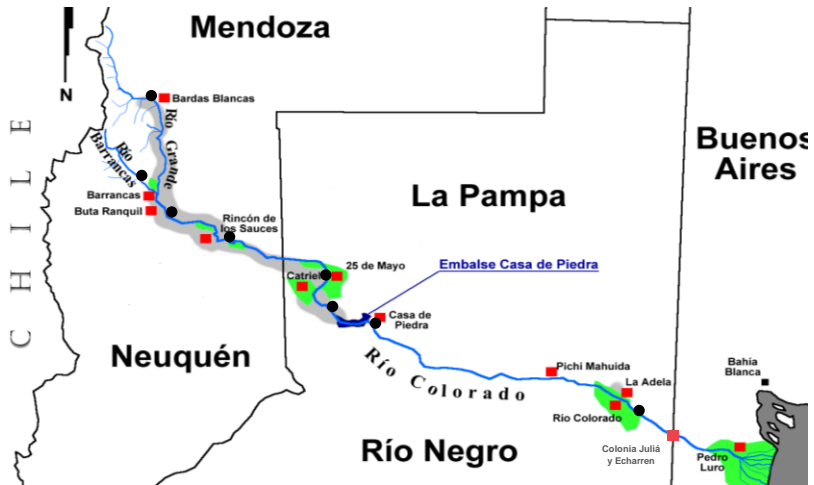 Mendoza
N
Bardas Blancas
Río Grande
Río
Barrancas
CHILE
Buenos
Aires
La Pampa
Barrancas
Buta Ranquil
Rincón de
los Sauces
25 de Mayo
Catriel
Embalse Casa de Piedra
Casa de
Piedra
Neuquén
Río Colorado
Pichi Mahuida
Bahía
Blanca
La Adela
Río Colorado
Río Negro
Colonia Juliá
y Echarren
Pedro
Luro